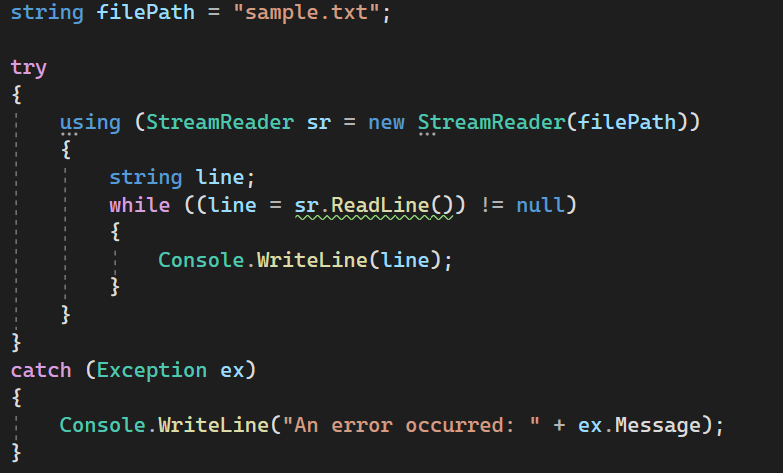 string filePath = "sample.txt";
try
{
using (StreamReader sr = new StreamReader(filePath))
{
string line;
while ((line = sr.ReadLine()) != null)
{
Console.WriteLine(line);
}
}
}
catch (Exception ex)
{
Console.WriteLine("An error occurred: " + ex.Message);
}